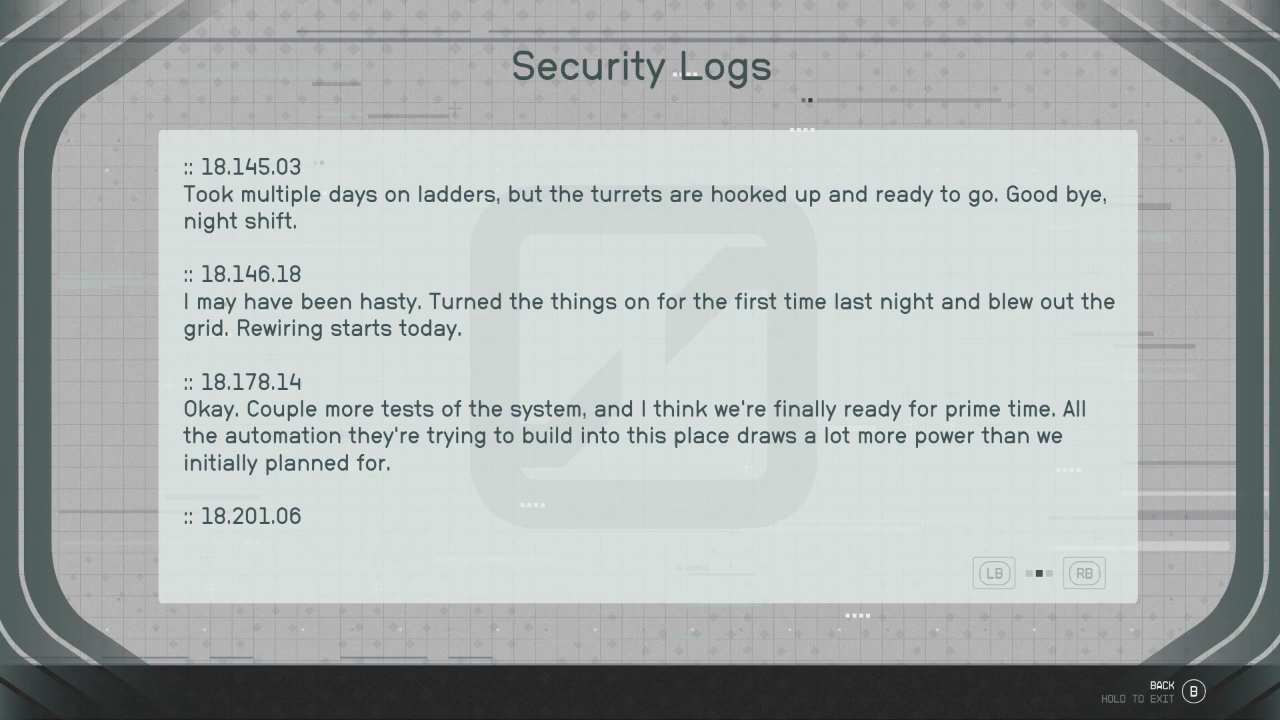 Security Logs
:: 18.145.03
Took multiple days on ladders, but the turrets are hooked up and ready to go. Good bye,
night shift.
:: 18.146.18
I may have been hasty. Turned the things on for the first time last night and blew out the
grid. Rewiring starts today.
:: 18.178.14
Okay. Couple more tests of the system, and I think we're finally ready for prime time. All
the automation they're trying to build into this place draws a lot more power than we
initially planned for.
:: 18.201.06
LB RB
BACK
HOLD TO EXIT B